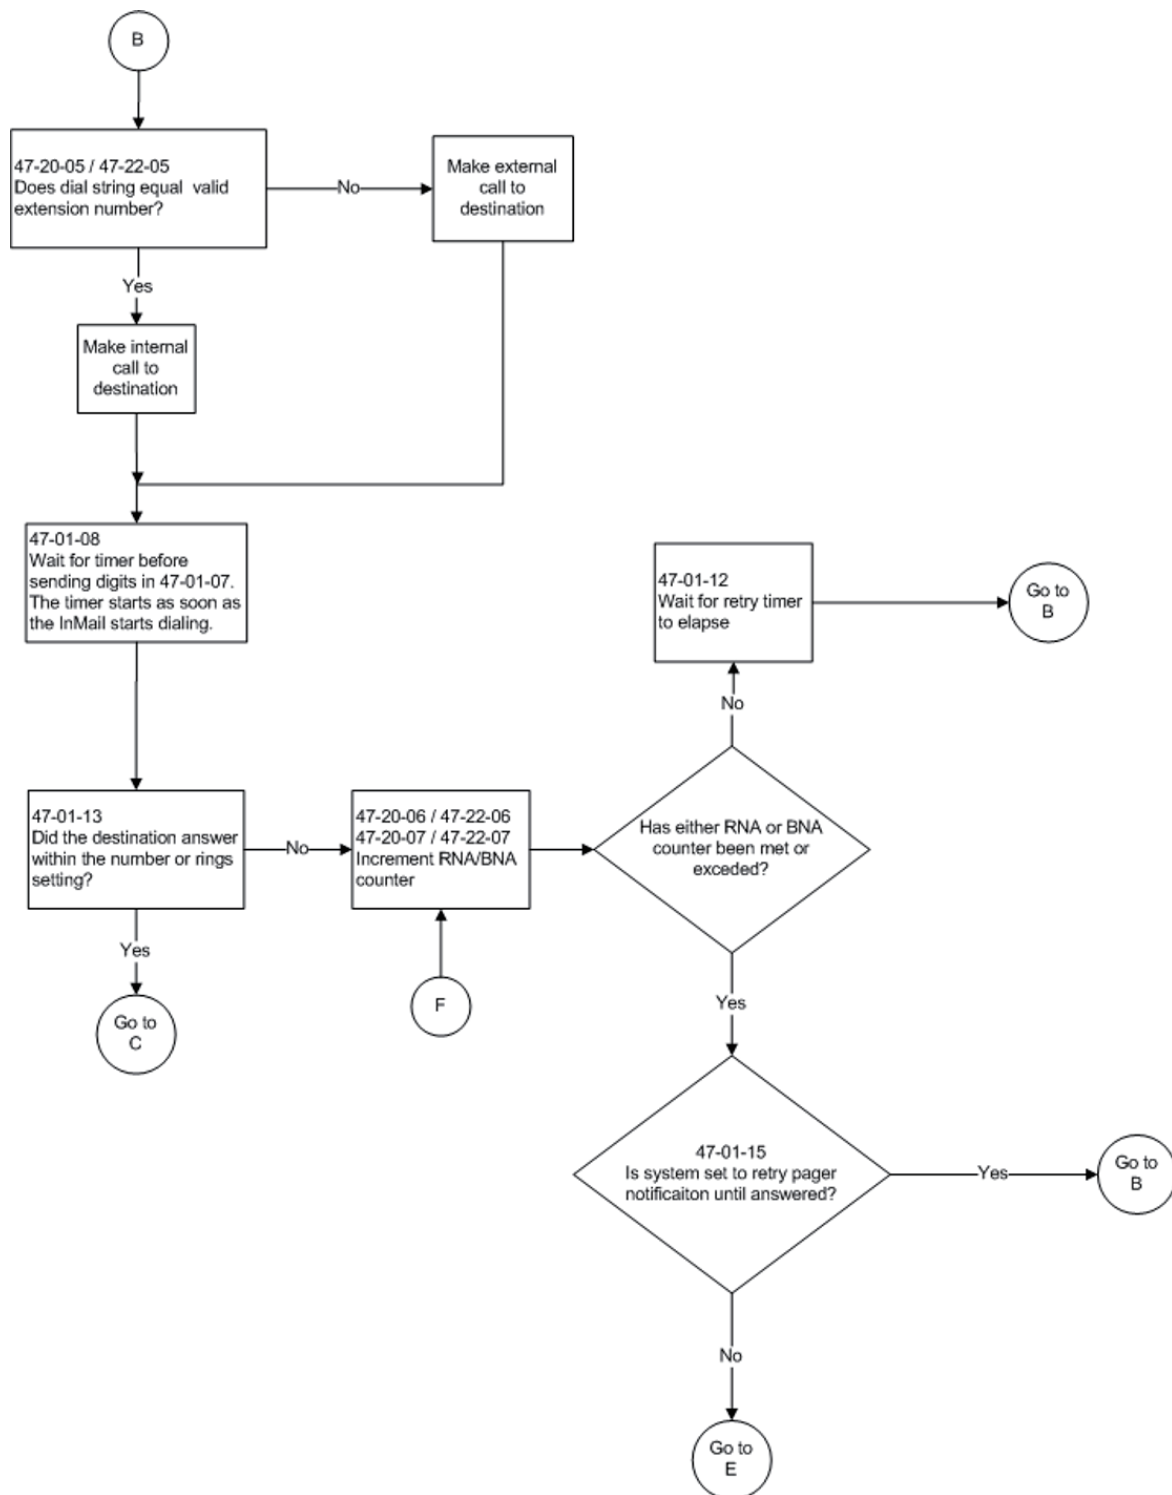 B
47-20-05 / 47-22-05
Does dial string equal valid
extension number?
No
Make external
call to
destination
Yes
Make internal
call to
destination
47-01-08
Wait for timer before
sending digits in 47-01-07.
The timer starts as soon as
the InMail starts dialing.
47-01-12
Wait for retry timer
to elapse
Go to
B
No
47-01-13
Did the destination answer
within the number or rings
setting?
No
47-20-06 / 47-22-06
47-20-07 / 47-22-07
Increment RNA/BNA
counter
Has either RNA or BNA
counter been met or
exceded?
Yes
Go to
C
F
Yes
47-01-15
Is system set to retry pager
notificaiton until answered?
Yes
Go to
B
No
Go to
E